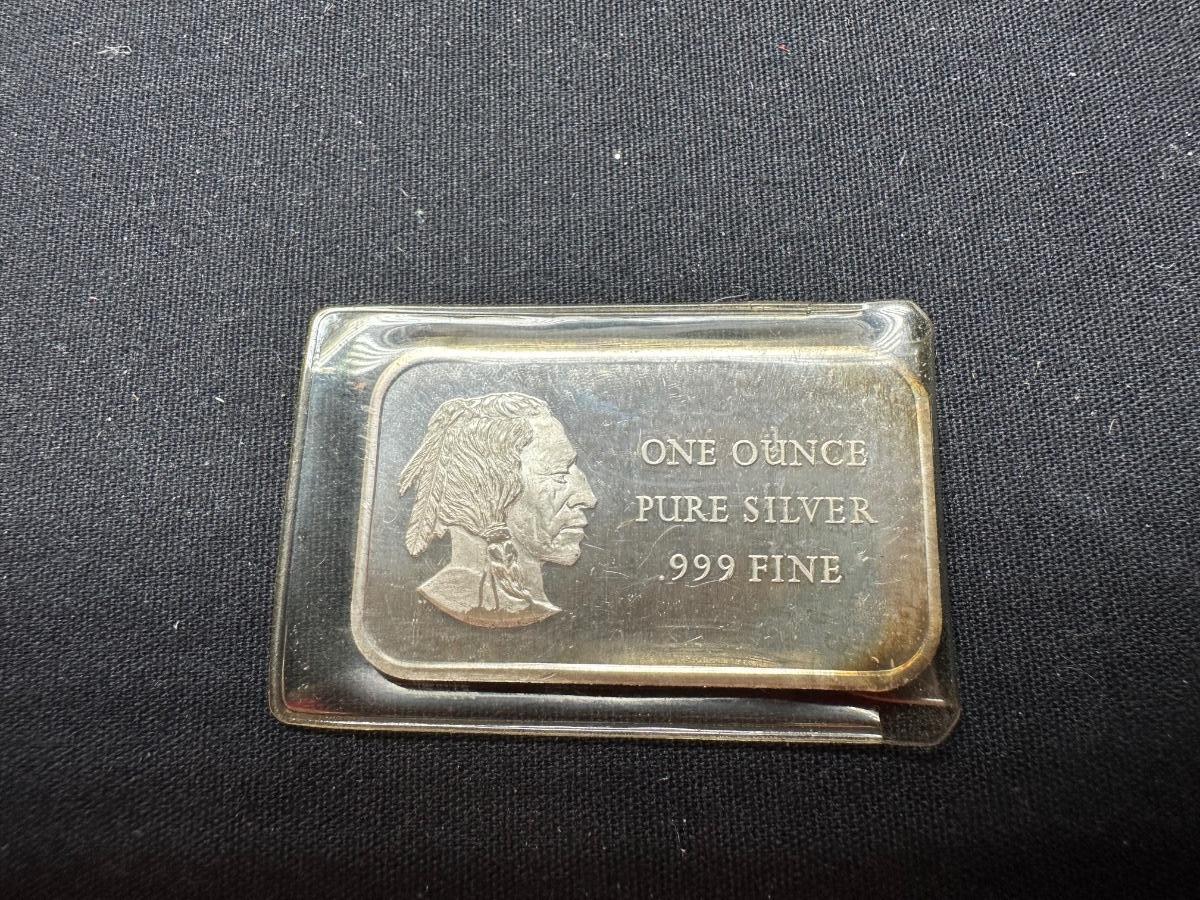 ONE OUNCE
PURE SILVER
.999 FINE